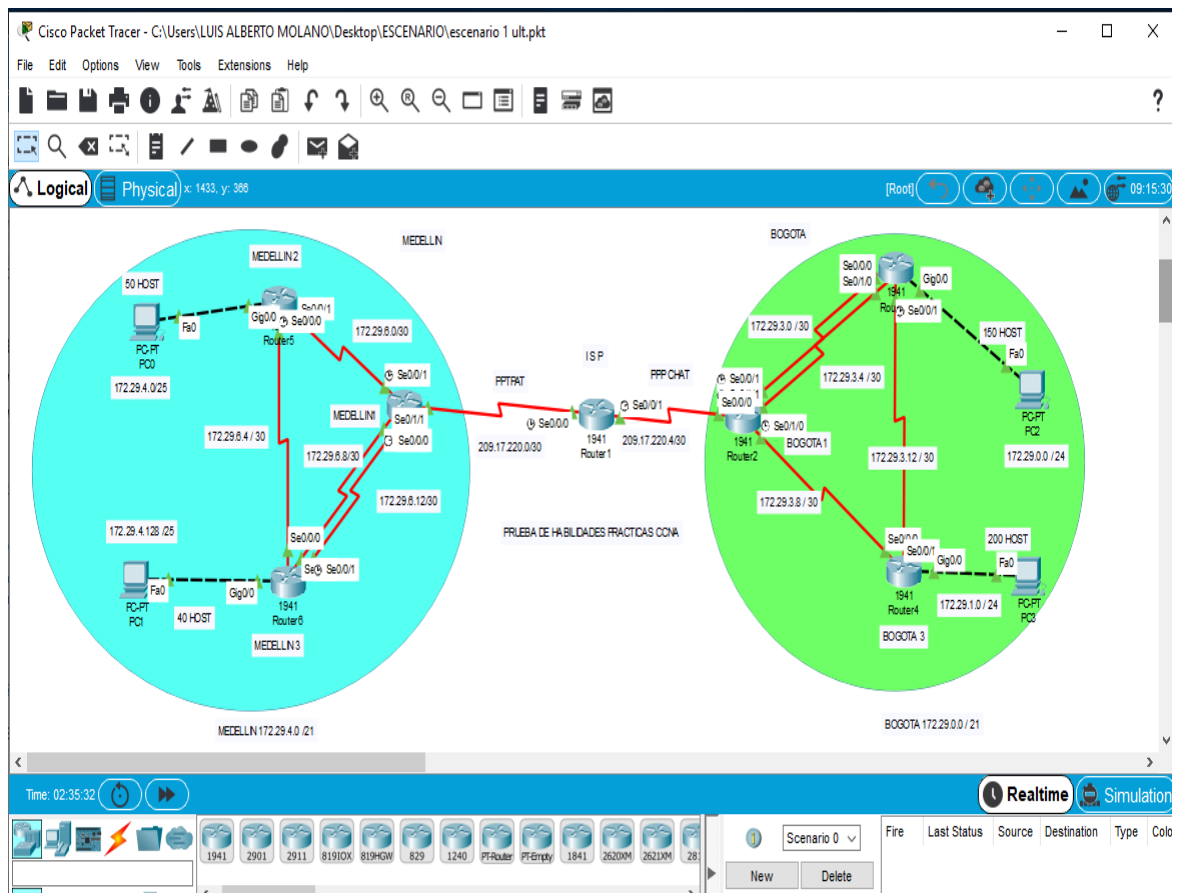 Cisco Packet Tracer - C:\Users\LUIS ALBERTO MOLANO\Desktop\ESCENARIO\escenario 1 ult.pkt
File Edit Options View Tools Extensions Help
?
Logical Physical x: 1433, y: 366 [Root] 09:15:30
MEDELLIN
BOGOTA
MEDELLIN 2
50 HOST
Fa0
PC-PT
PC0
172.29.4.0/25
Gig0/0
Se0/0/1
Se0/0/0
Router5
172.29.6.0/30
Se0/0/1
MEDELLIN1
Se0/1/1
Se0/0/0
172.29.6.4 / 30
172.29.6.8/30
172.29.6.12/30
172.29.4.128 /25
Se0/0/0
Se0/0/1
Fa0
PC-PT
PC1
40 HOST
Gig0/0
1941
Router6
MEDELLIN 3
MEDELLIN 172.29.4.0 /21
ISP
PPTPAT
PPP CHAT
Se0/0/0
Se0/0/1
209.17.220.0/30
1941
Router1
209.17.220.4/30
PRUEBA DE HABILIDADES PRACTICAS CCNA
Se0/0/0
Se0/1/0
Gig0/0
1941
Se0/0/1
172.29.3.0 / 30
150 HOST
Fa0
172.29.3.4 / 30
PC-PT
PC2
172.29.0.0 / 24
Se0/0/1
Se0/0/0
Se0/1/0
1941
Router2
BOGOTA 1
172.29.3.12 / 30
172.29.3.8 / 30
Se0/0/1
Gig0/0
200 HOST
Fa0
1941
Router4
172.29.1.0 / 24
PC-PT
PC3
BOGOTA 3
BOGOTA 172.29.0.0 / 21
Time: 02:35:32
Realtime Simulation
1941 2901 2911 819IOX 819HGW 829 1240 PT-Router PT-Empty 1841 2620XM 2621XM
Scenario 0
New Delete
Fire Last Status Source Destination Type